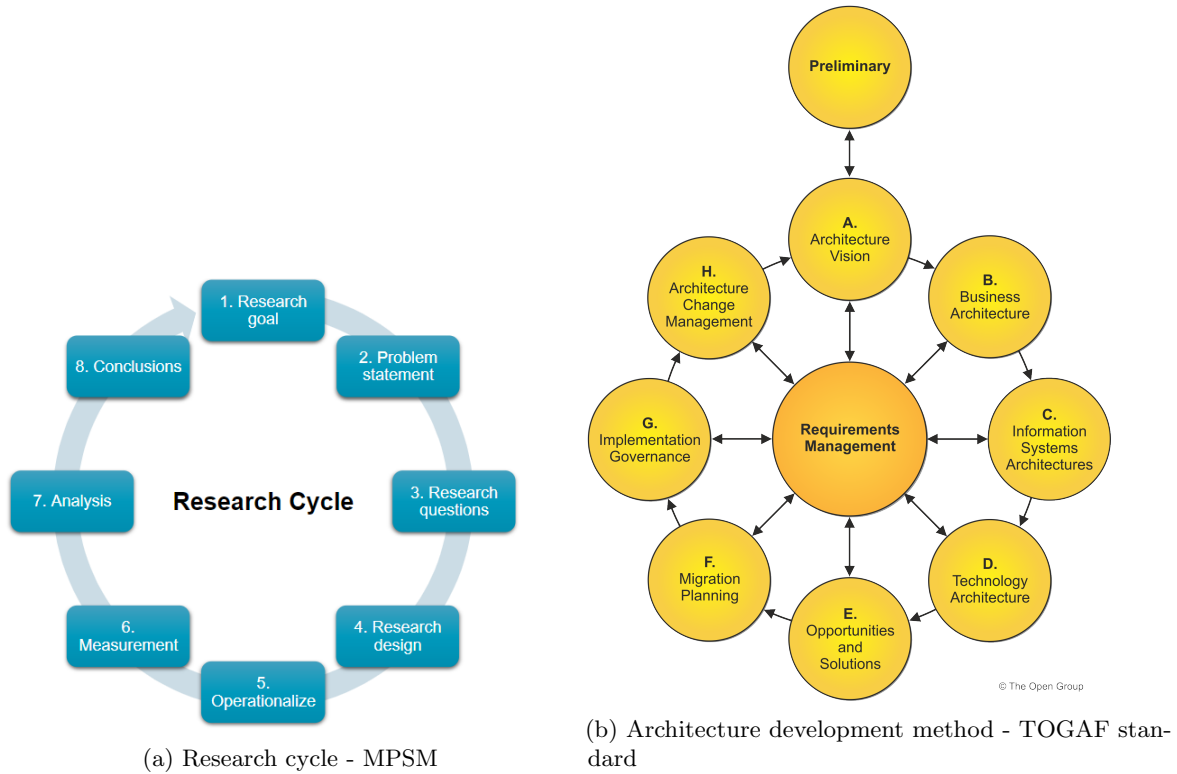 1. Research
goal
2. Problem
statement
3. Research
questions
4. Research
design
5.
Operationalize
6.
Measurement
7. Analysis
8. Conclusions
Research Cycle
(a) Research cycle - MPSM
Preliminary
A.
Architecture
Vision
B.
Business
Architecture
C.
Information
Systems
Architectures
D.
Technology
Architecture
E.
Opportunities
and
Solutions
F.
Migration
Planning
G.
Implementation
Governance
H.
Architecture
Change
Management
Requirements
Management
© The Open Group
(b) Architecture development method - TOGAF stan-
dard